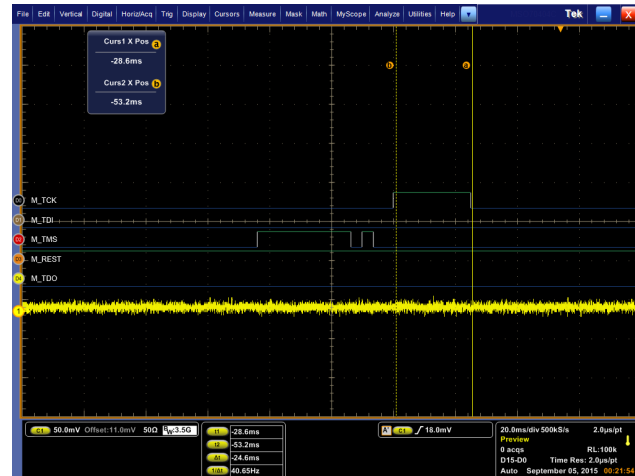 File Edit Vertical Digital Horiz/Acq Trig Display Cursors Measure Mask Math MyScope Analyze Utilities Help Tek X
Curs1 X Pos a
-28.6ms
Curs2 X Pos b
-53.2ms
b a
D0 M_TCK
D1 M_TDI
D2 M_TMS
D3 M_REST
D4 M_TDO
1
C1 50.0mV Offset:11.0mV 50Ω BW:3.5G
t1 -28.6ms
t2 -53.2ms
Δt -24.6ms
1/Δt 40.65Hz
A' C1 18.0mV
20.0ms/div 500kS/s 2.0µs/pt
Preview
0 acqs RL:100k
D15-D0 Time Res: 2.0µs/pt
Auto September 05, 2015 00:21:54